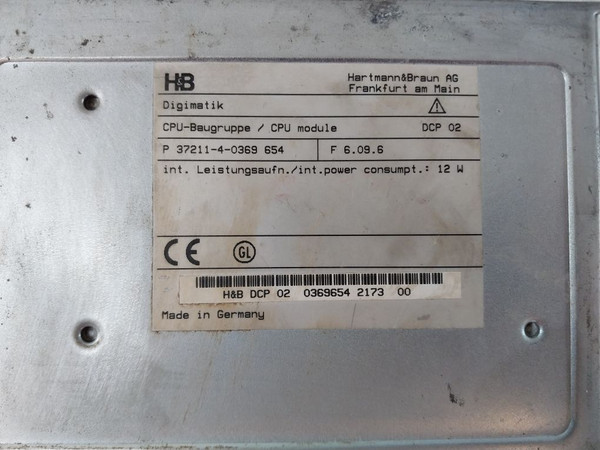 H&B Hartmann&Braun AG
Frankfurt am Main
Digimatik
CPU-Baugruppe / CPU module DCP 02
P 37211-4-0369 654 F 6.09.6
int. Leistungsaufn./int.power consumpt.: 12 W
CE GL
H&B DCP 02 0369654 2173 00
Made in Germany